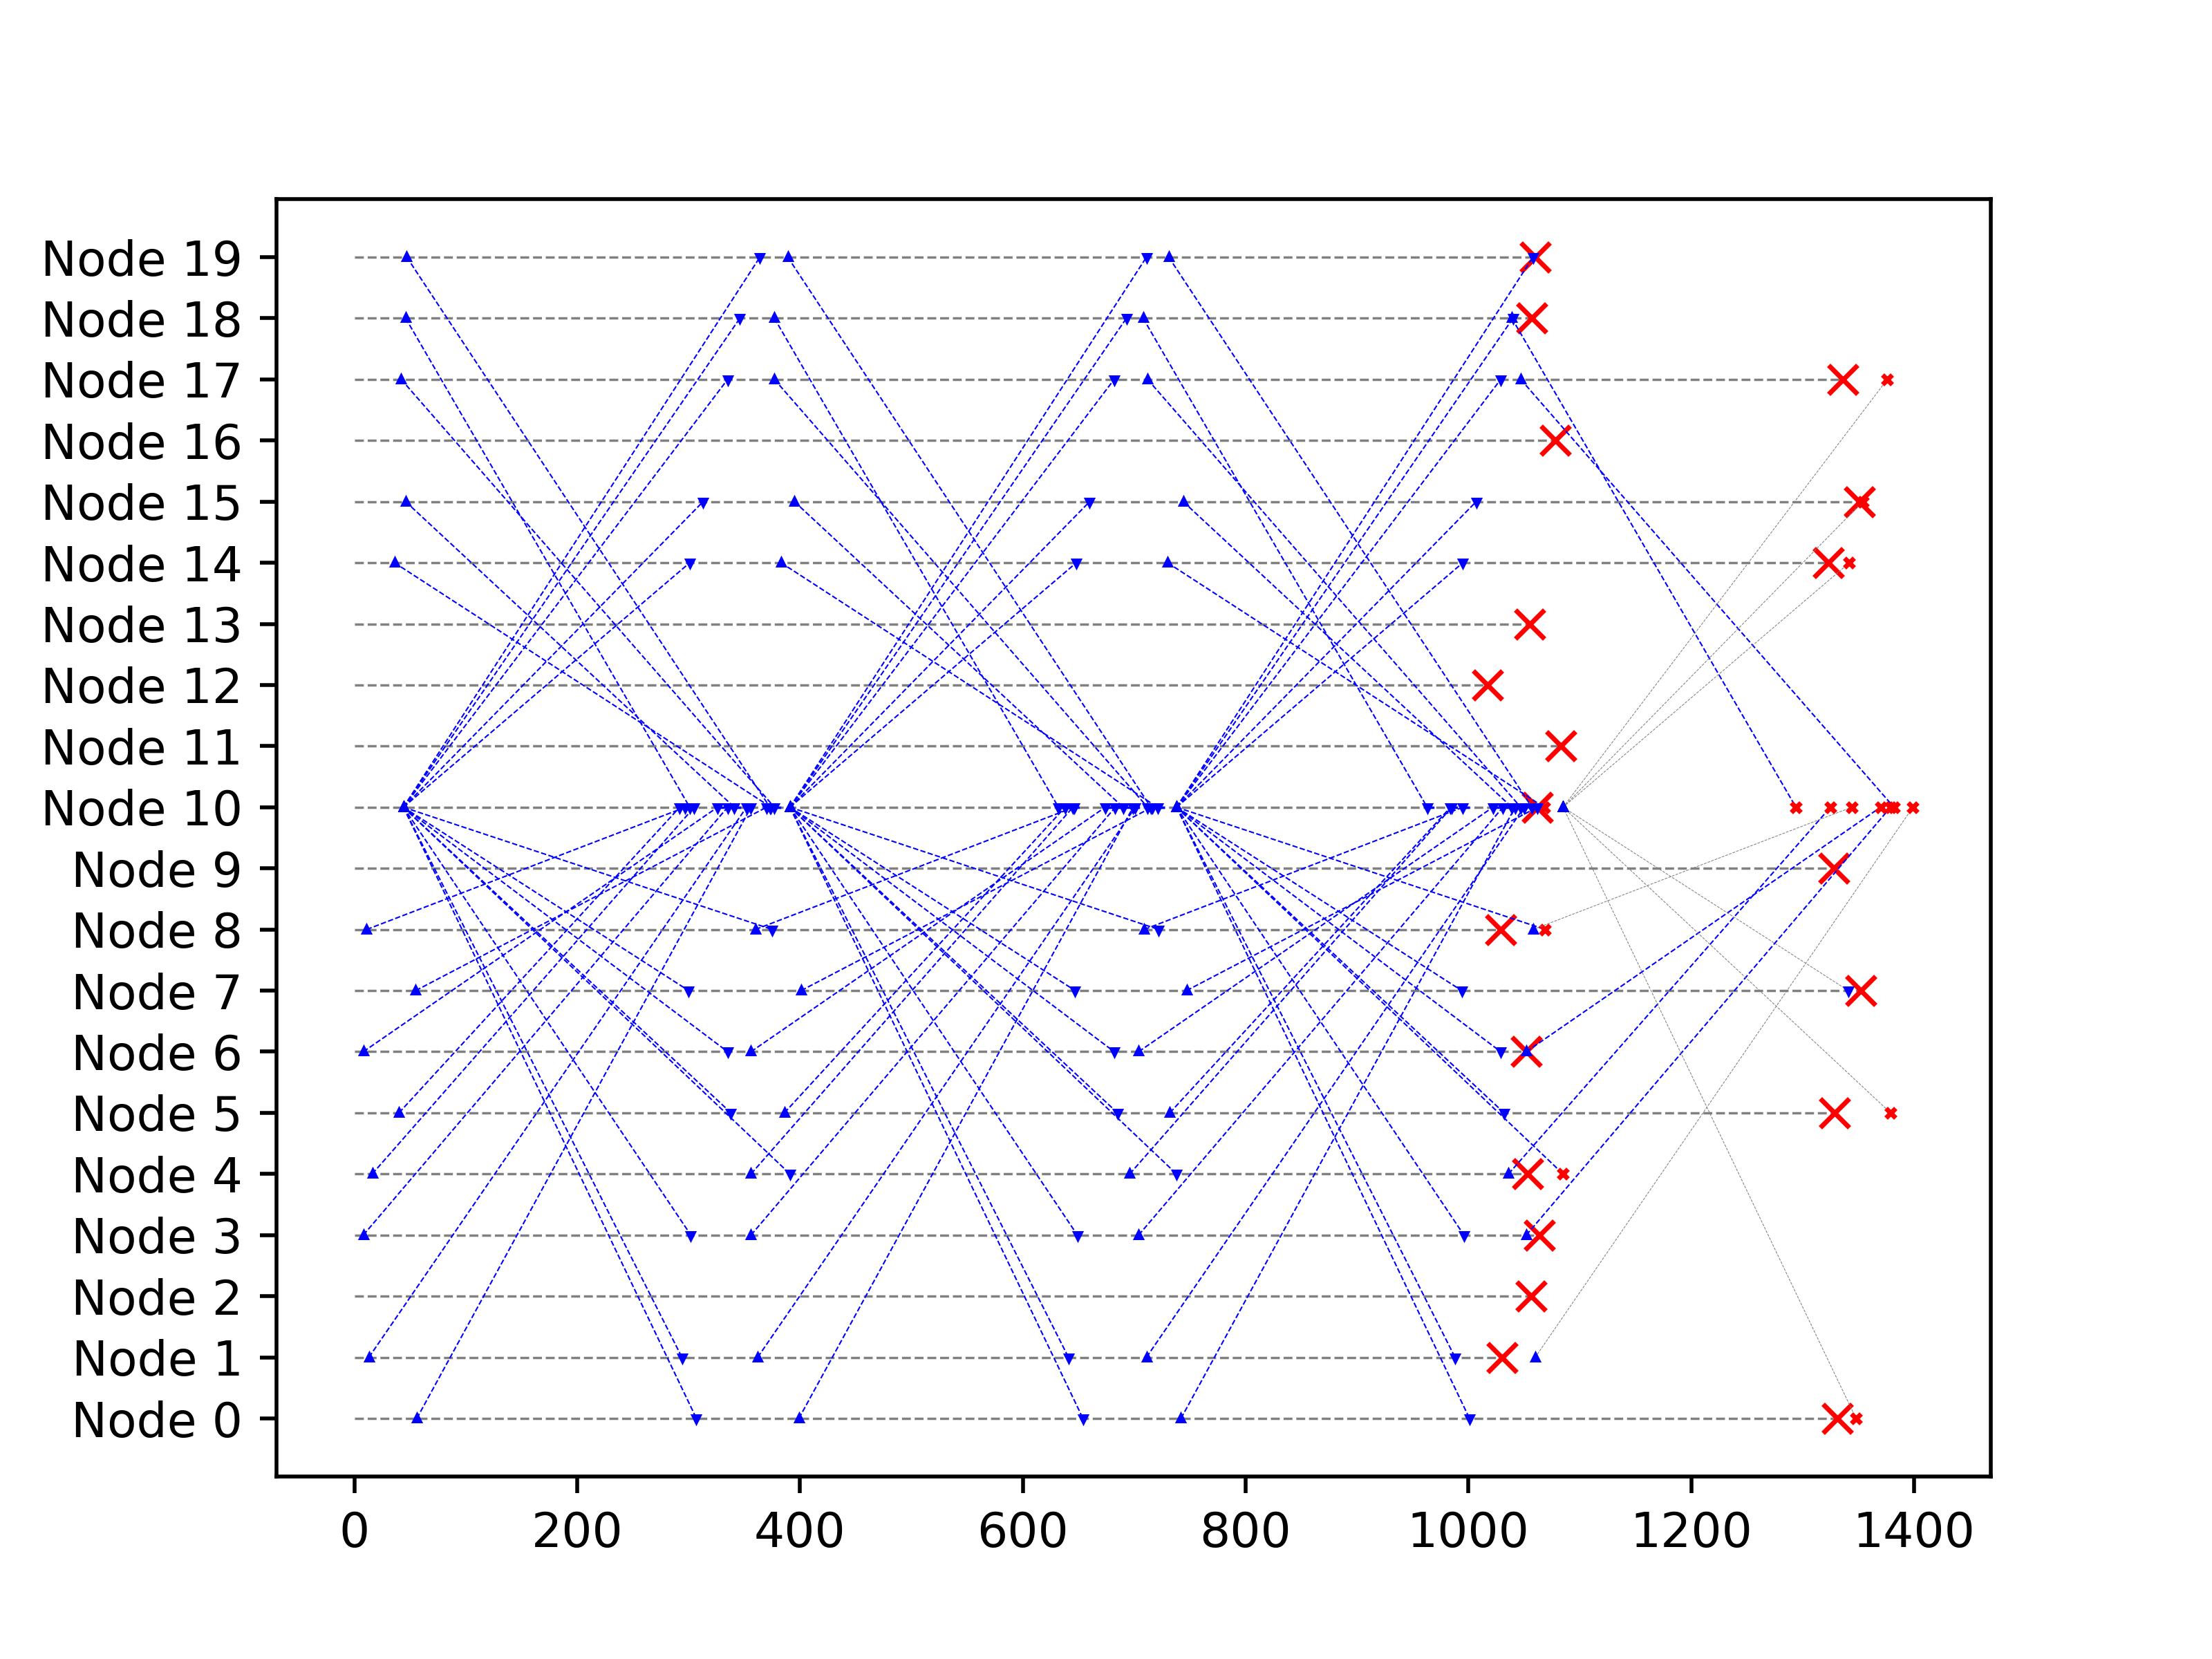 Node 19
Node 18
Node 17
Node 16
Node 15
Node 14
Node 13
Node 12
Node 11
Node 10
Node 9
Node 8
Node 7
Node 6
Node 5
Node 4
Node 3
Node 2
Node 1
Node 0
0 200 400 600 800 1000 1200 1400